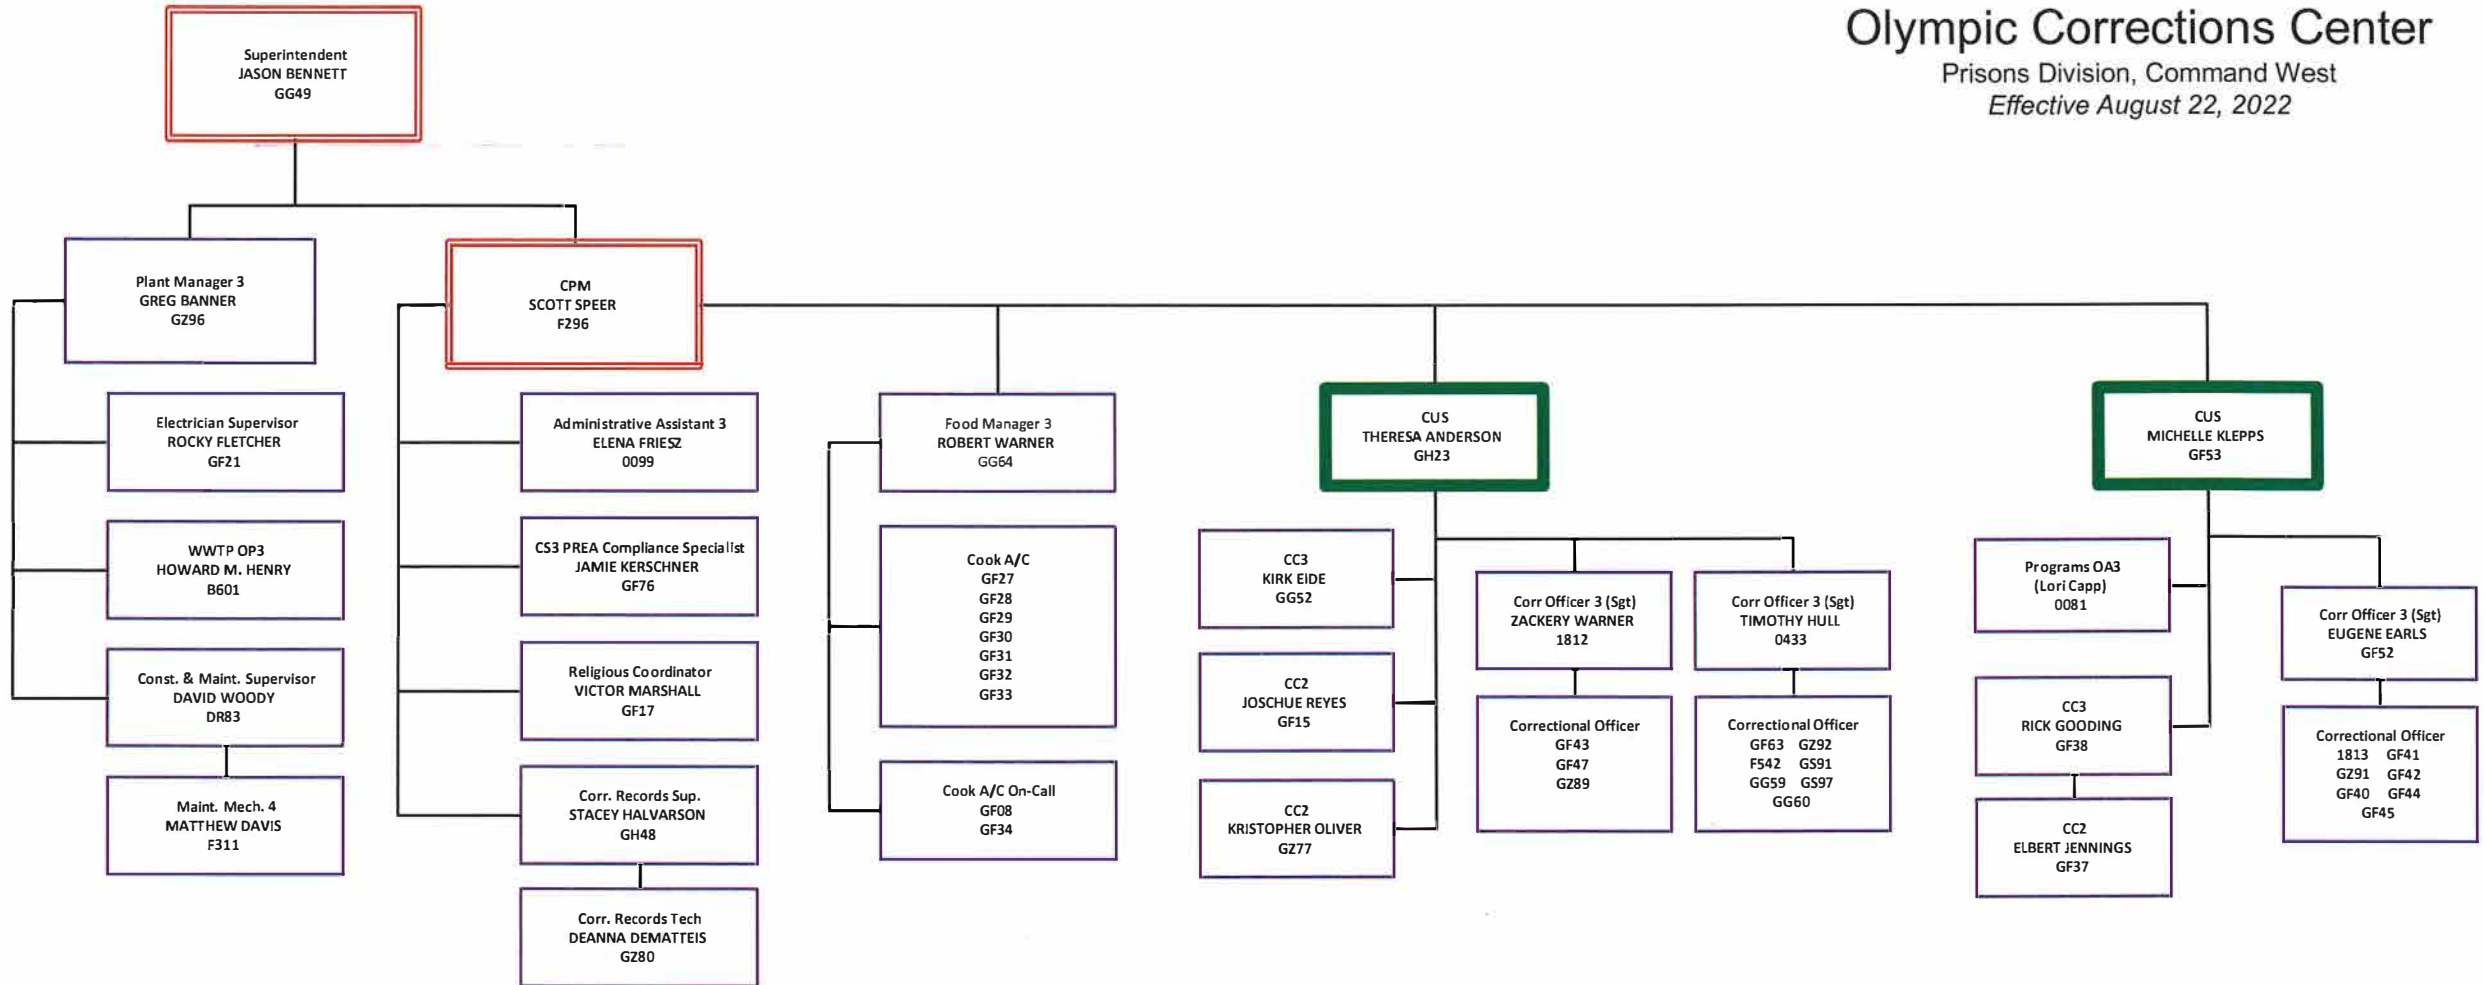 Olympic Corrections Center
Prisons Division, Command West
Effective August 22, 2022
Superintendent
JASON BENNETT
GG49
Plant Manager 3
GREG BANNER
GZ96
Electrician Supervisor
ROCKY FLETCHER
GF21
WWTP OP3
HOWARD M. HENRY
B601
Const. & Maint. Supervisor
DAVID WOODY
DR83
Maint. Mech. 4
MATTHEW DAVIS
F311
CPM
SCOTT SPEER
F296
Administrative Assistant 3
ELENA FRIESZ
0099
CS3 PREA Compliance Specialist
JAMIE KERSCHNER
GF76
Religious Coordinator
VICTOR MARSHALL
GF17
Corr. Records Sup.
STACEY HALVARSON
GH48
Corr. Records Tech
DEANNA DEMATTEIS
GZ80
Food Manager 3
ROBERT WARNER
GG64
Cook A/C
GF27
GF28
GF29
GF30
GF31
GF32
GF33
Cook A/C On-Call
GF08
GF34
CUS
THERESA ANDERSON
GH23
CC3
KIRK EIDE
GG52
CC2
JOSCHUE REYES
GF15
CC2
KRISTOPHER OLIVER
GZ77
Corr Officer 3 (Sgt)
ZACKERY WARNER
1812
Correctional Officer
GF43
GF47
GZ89
Corr Officer 3 (Sgt)
TIMOTHY HULL
0433
Correctional Officer
GF63 GZ92
F542 GS91
GG59 GS97
GG60
CUS
MICHELLE KLEPPS
GF53
Programs OA3
(Lori Capp)
0081
CC3
RICK GOODING
GF38
CC2
ELBERT JENNINGS
GF37
Corr Officer 3 (Sgt)
EUGENE EARLS
GF52
Correctional Officer
1813 GF41
GZ91 GF42
GF40 GF44
GF45